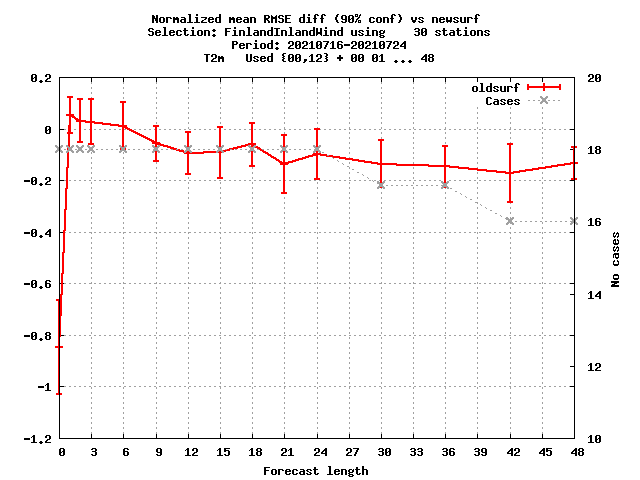 Normalized mean RMSE diff (90% conf) vs newsurf
Selection: FinlandInlandWind using    30 stations
Period: 20210716-20210724
T2m   Used {00,12} + 00 01 ... 48
oldsurf
Cases
0.2
0
-0.2
-0.4
-0.6
-0.8
-1
-1.2
20
18
16
14
12
10
No cases
0 3 6 9 12 15 18 21 24 27 30 33 36 39 42 45 48
Forecast length